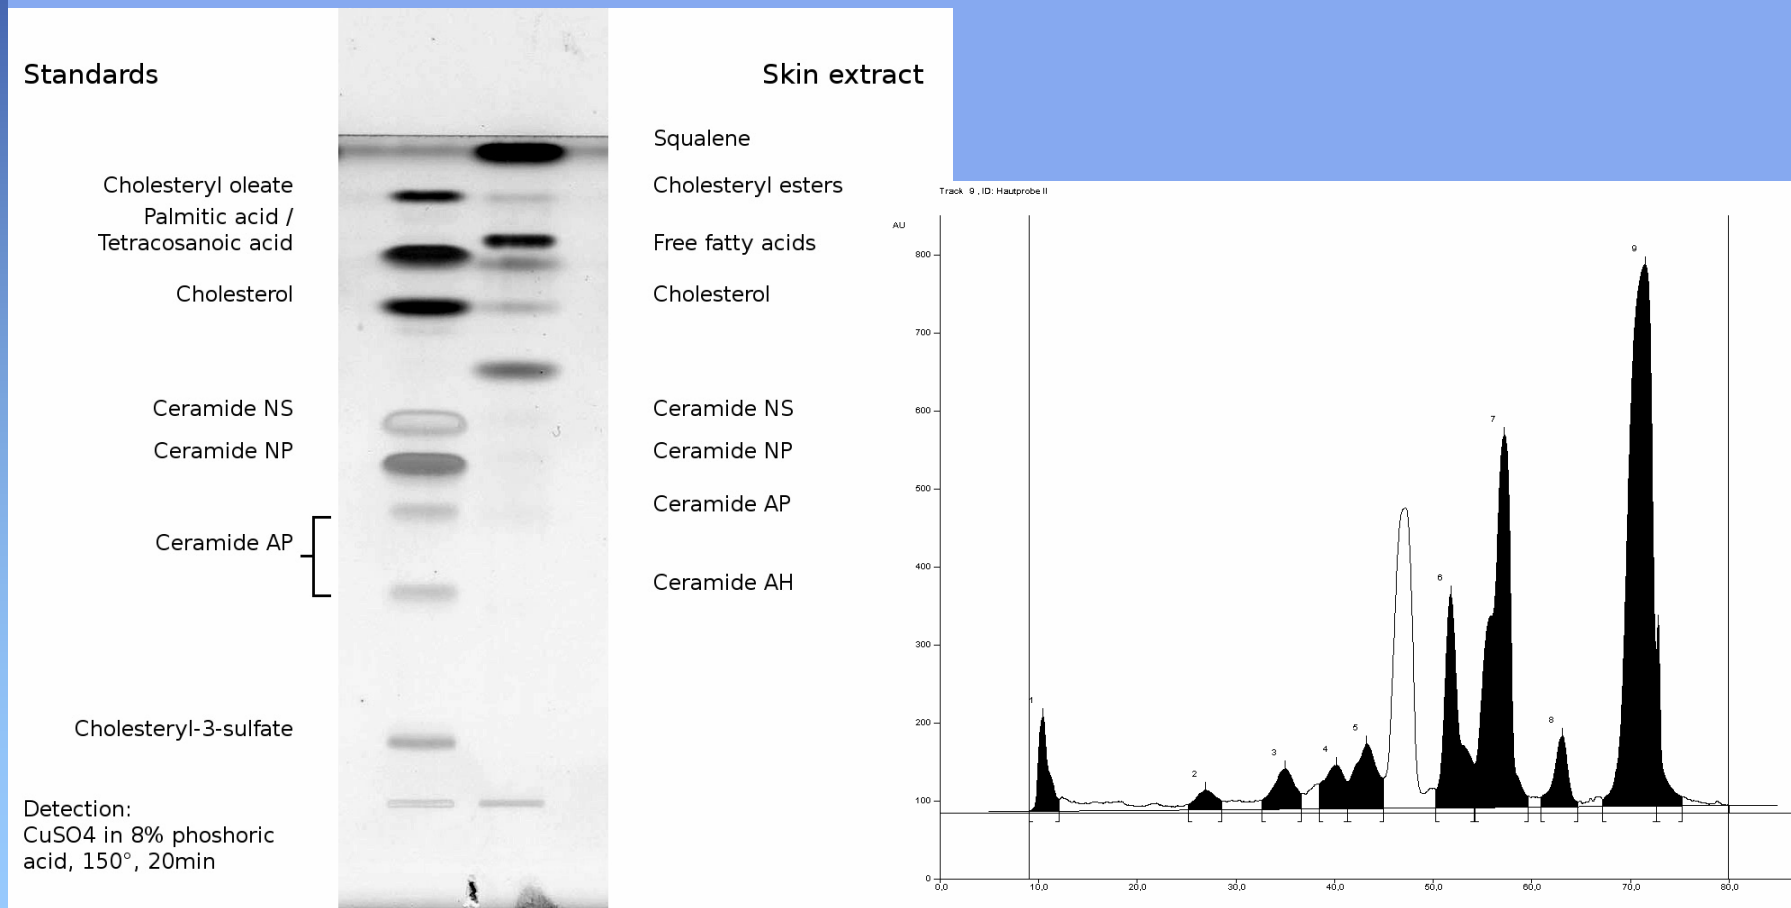 Standards
Skin extract
Squalene
Cholesteryl oleate
Cholesteryl esters
Palmitic acid /
Tetracosanoic acid
Free fatty acids
Cholesterol
Cholesterol
Ceramide NS
Ceramide NS
Ceramide NP
Ceramide NP
Ceramide AP
Ceramide AP
Ceramide AH
Cholesteryl-3-sulfate
Detection:
CuSO4 in 8% phoshoric
acid, 150°, 20min
Track 9 , ID: Hautprobe II
AU
800
700
600
500
400
300
200
100
0
1
2
3
4
5
6
7
8
9
0,0 10,0 20,0 30,0 40,0 50,0 60,0 70,0 80,0